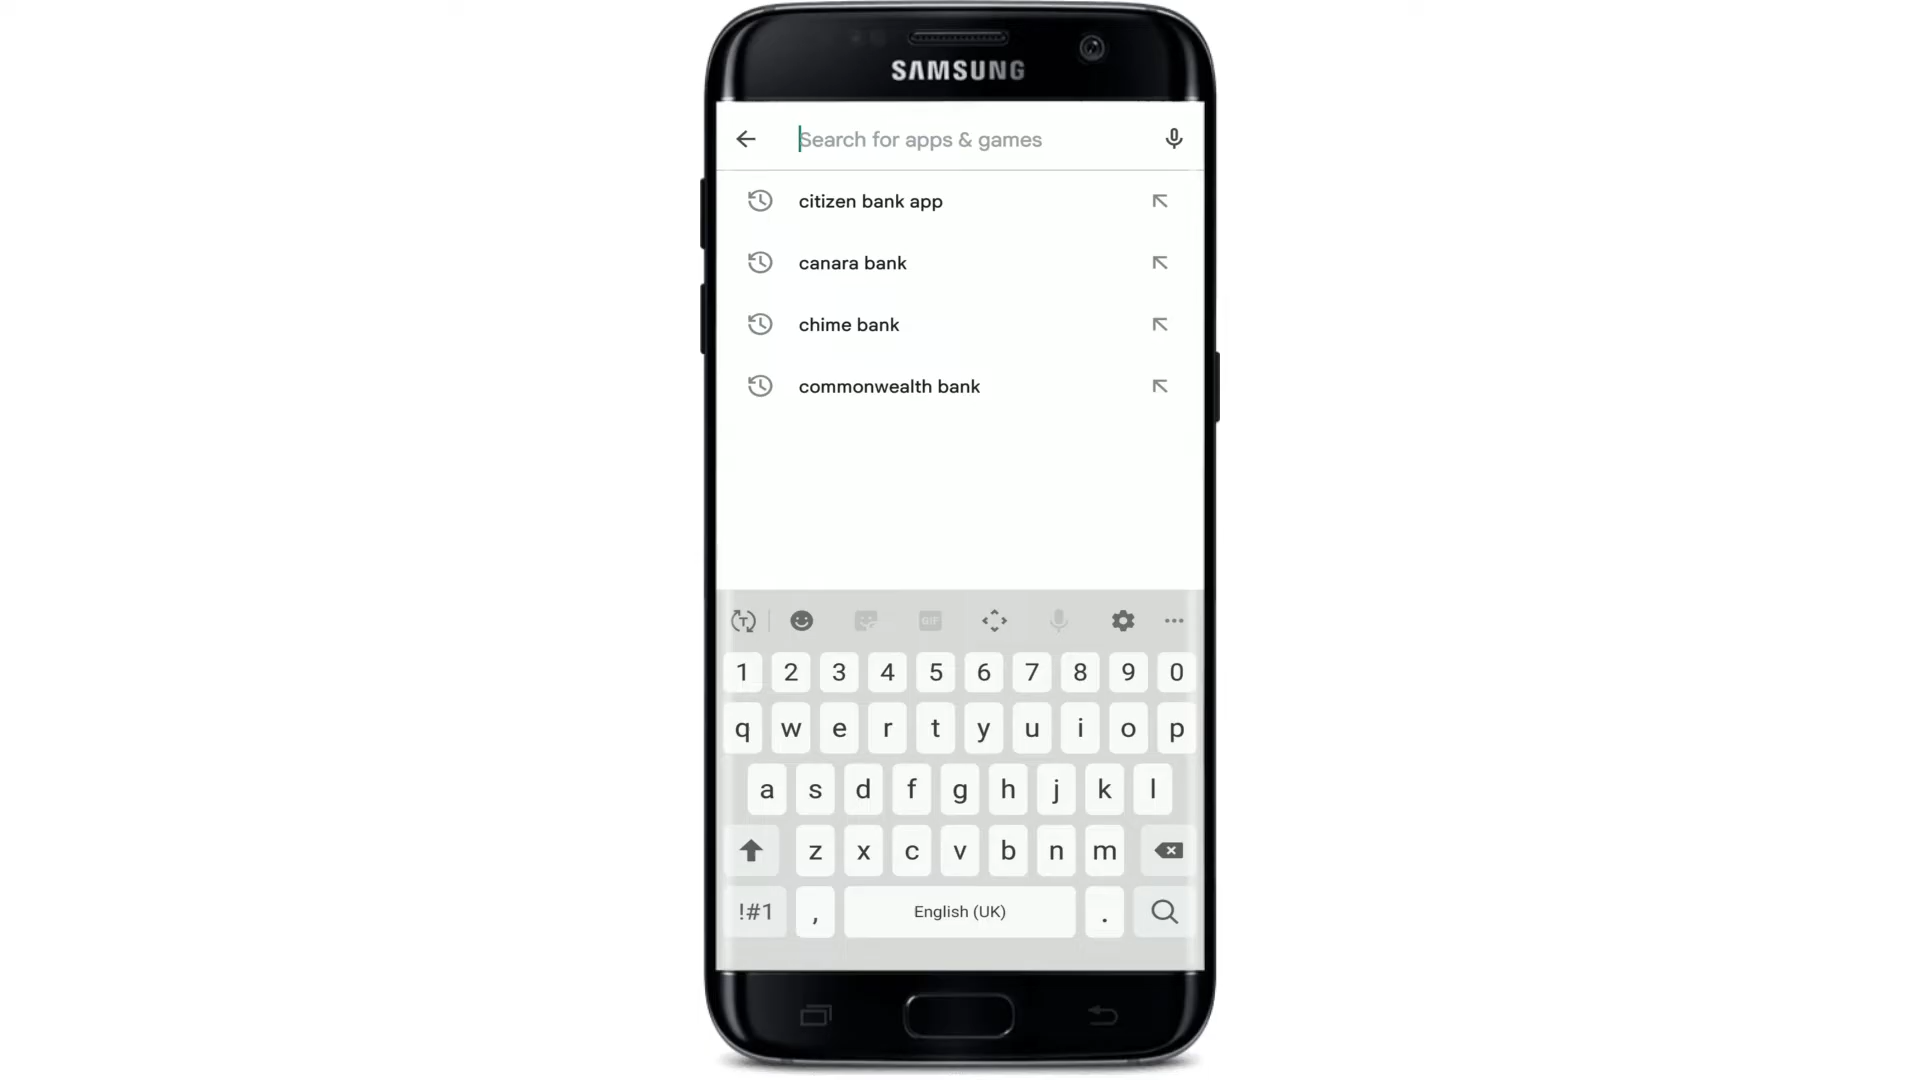 SAMSUNG
Search for apps & games
citizen bank app
canara bank
chime bank
commonwealth bank
GIF
1 2 3 4 5 6 7 8 9 0
q w e r t y u i o p
a s d f g h j k l
z x c v b n m
!#1 , English (UK) .